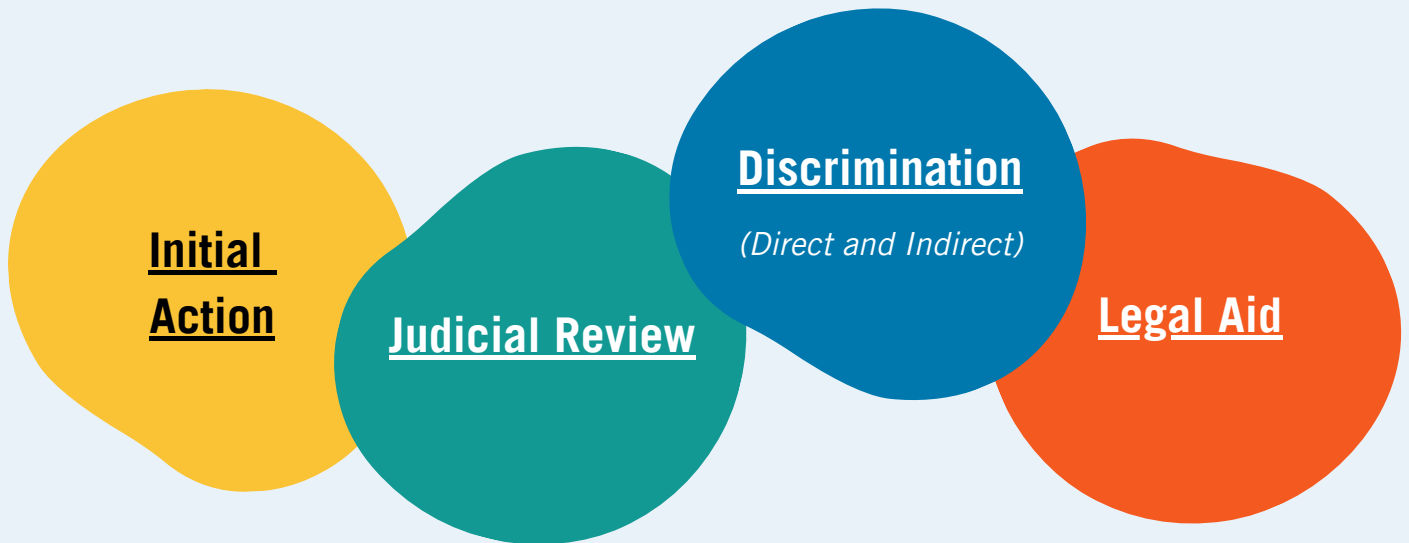 Initial
Action
Judicial Review
Discrimination
(Direct and Indirect)
Legal Aid